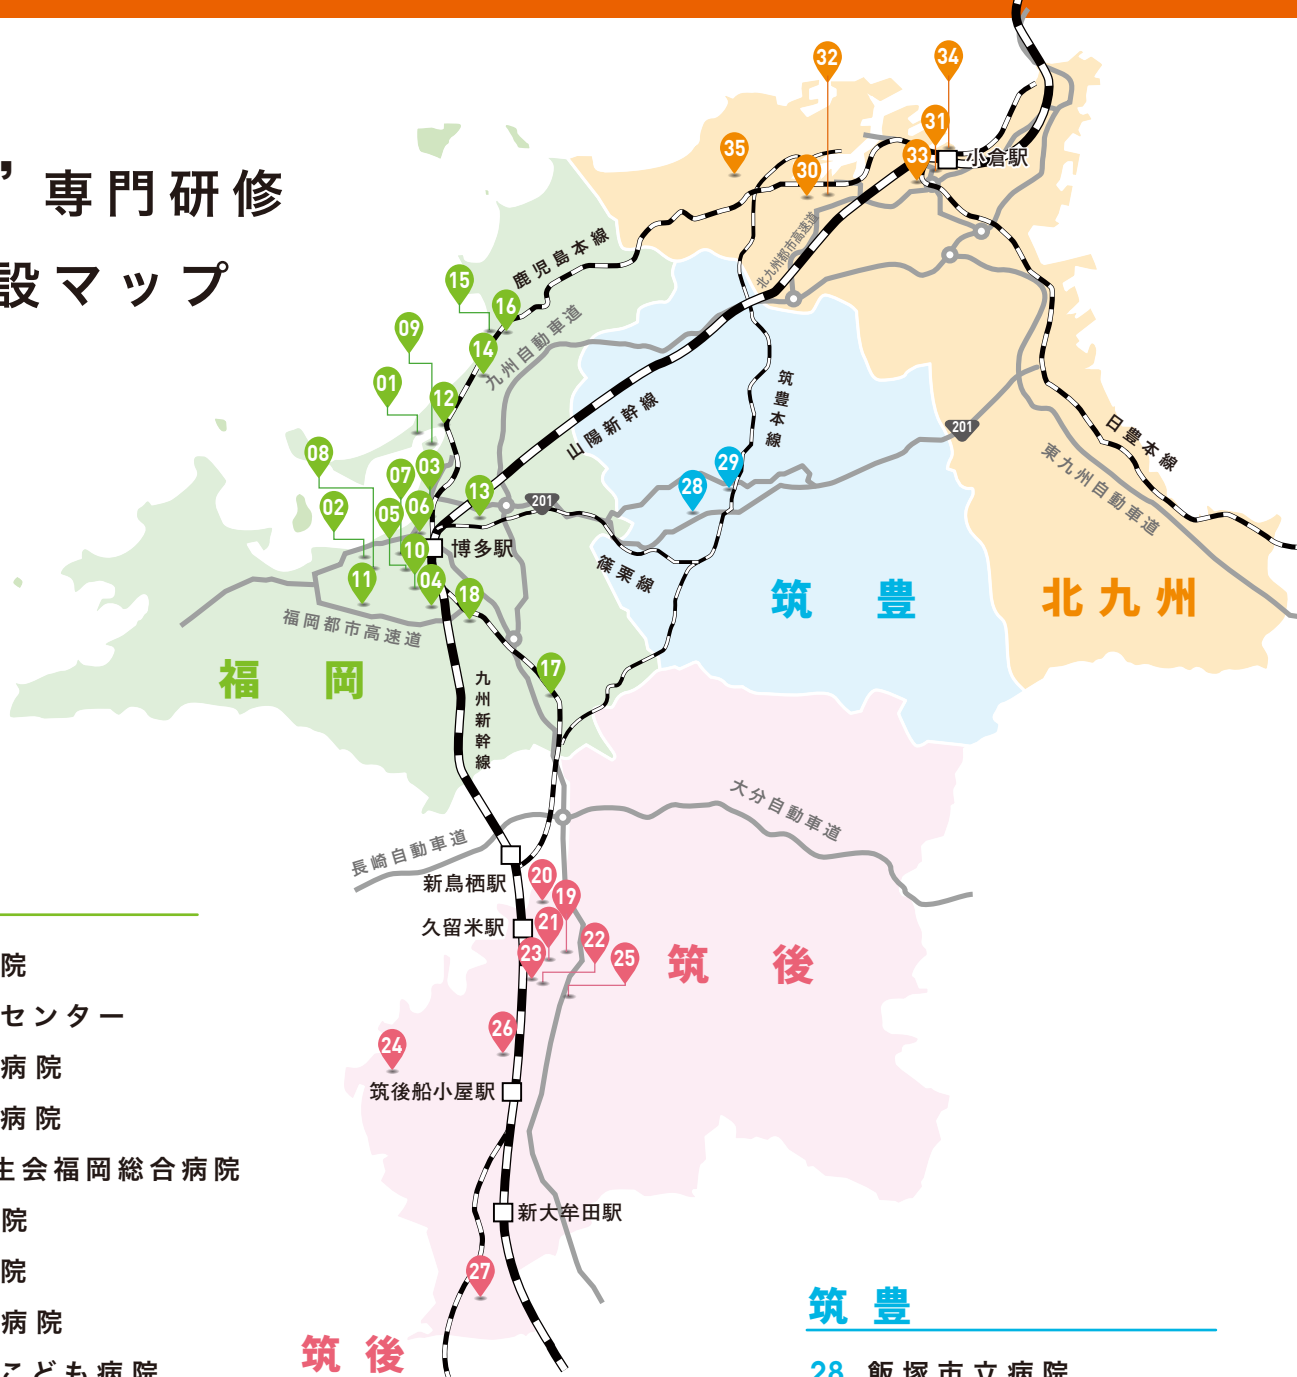 ’ 専門研修
設マップ
32
34
31
35
33
小倉駅
30
北九州都市高速道
鹿児島本線
15
16
09
九州自動車道
14
01
12
山陽新幹線
筑豊本線
201
日豊本線
東九州自動車道
08
03
07
29
28
13
02
06
05
201
博多駅
10
篠栗線
11
04
18
福岡都市高速道
筑豊
北九州
福岡
17
九州新幹線
大分自動車道
長崎自動車道
新鳥栖駅
20
19
久留米駅
21
22
23
25
筑後
院
センター
26
24
病院
筑後船小屋駅
病院
生会福岡総合病院
院
新大牟田駅
院
27
病院
筑豊
筑後
こども病院
28 飯塚市立病院